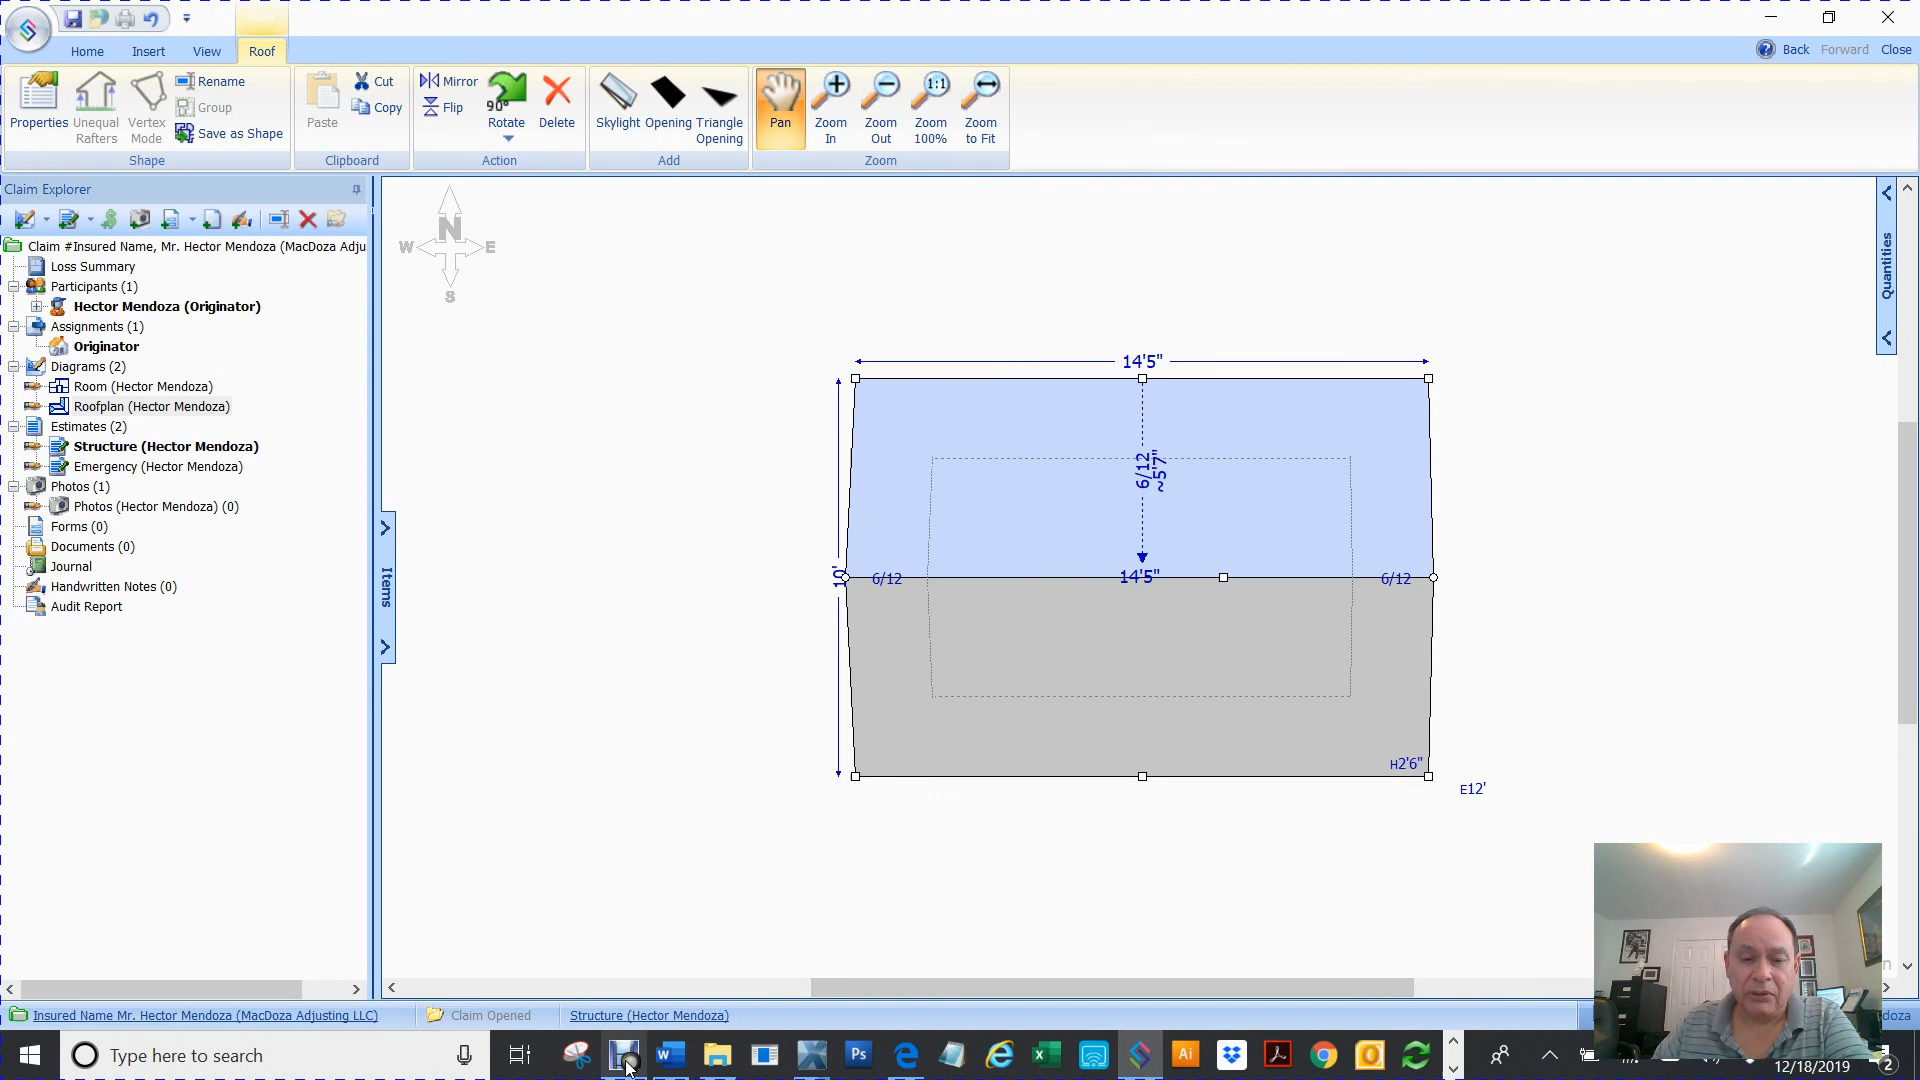 Home Insert View Roof
Back Forward Close
Properties
Unequal Rafters
Vertex Mode
Rename
Group
Save as Shape
Shape
Paste
Cut
Copy
Clipboard
Mirror
Flip
90°
Rotate
Delete
Action
Skylight
Opening
Triangle Opening
Add
Pan
Zoom In
Zoom Out
1:1
Zoom 100%
Zoom to Fit
Zoom
Claim Explorer
Claim #Insured Name, Mr. Hector Mendoza (MacDoza Adju
Loss Summary
Participants (1)
Hector Mendoza (Originator)
Assignments (1)
Originator
Diagrams (2)
Room (Hector Mendoza)
Roofplan (Hector Mendoza)
Estimates (2)
Structure (Hector Mendoza)
Emergency (Hector Mendoza)
Photos (1)
Photos (Hector Mendoza) (0)
Forms (0)
Documents (0)
Journal
Handwritten Notes (0)
Audit Report
Items
Quantities
N
W E
S
14'5"
6/12
~5'7"
10'
6/12 14'5" 6/12
H2'6"
E12'
Insured Name Mr. Hector Mendoza (MacDoza Adjusting LLC)
Claim Opened
Structure (Hector Mendoza)
doza
Type here to search
12/18/2019
2